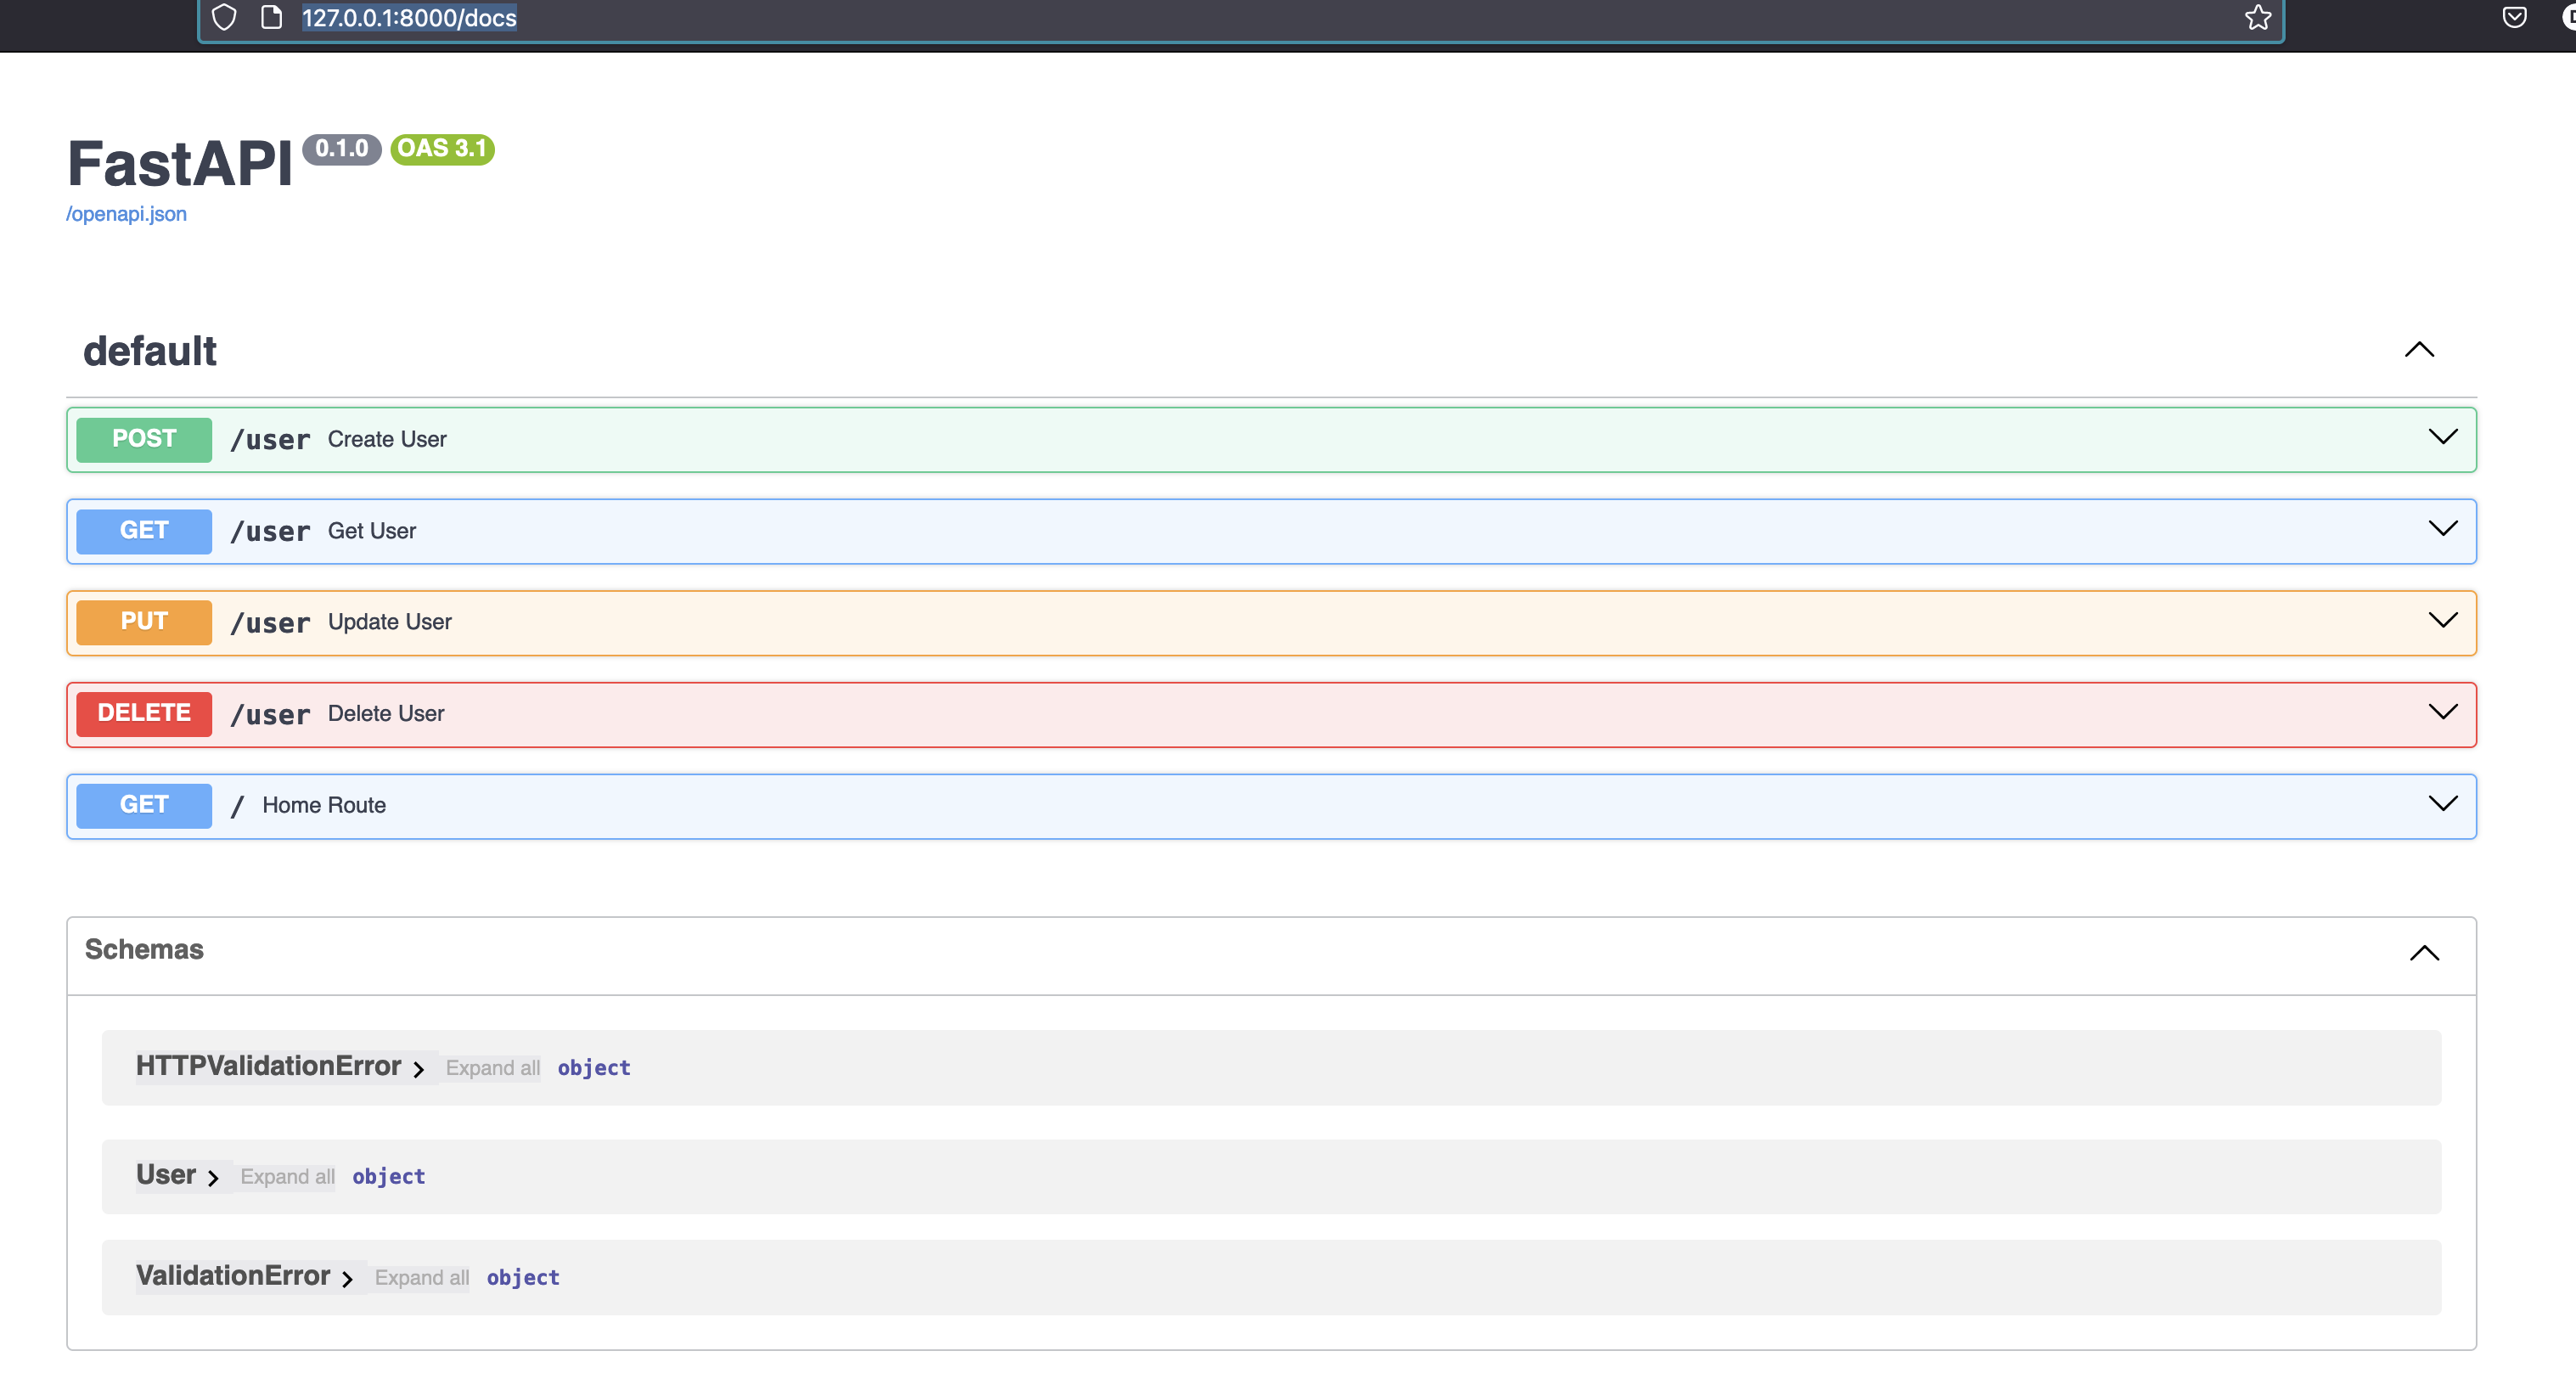 127.0.0.1:8000/docs
FastAPI 0.1.0 OAS 3.1
/openapi.json
default
POST /user Create User
GET /user Get User
PUT /user Update User
DELETE /user Delete User
GET / Home Route
Schemas
HTTPValidationError Expand all object
User Expand all object
ValidationError Expand all object